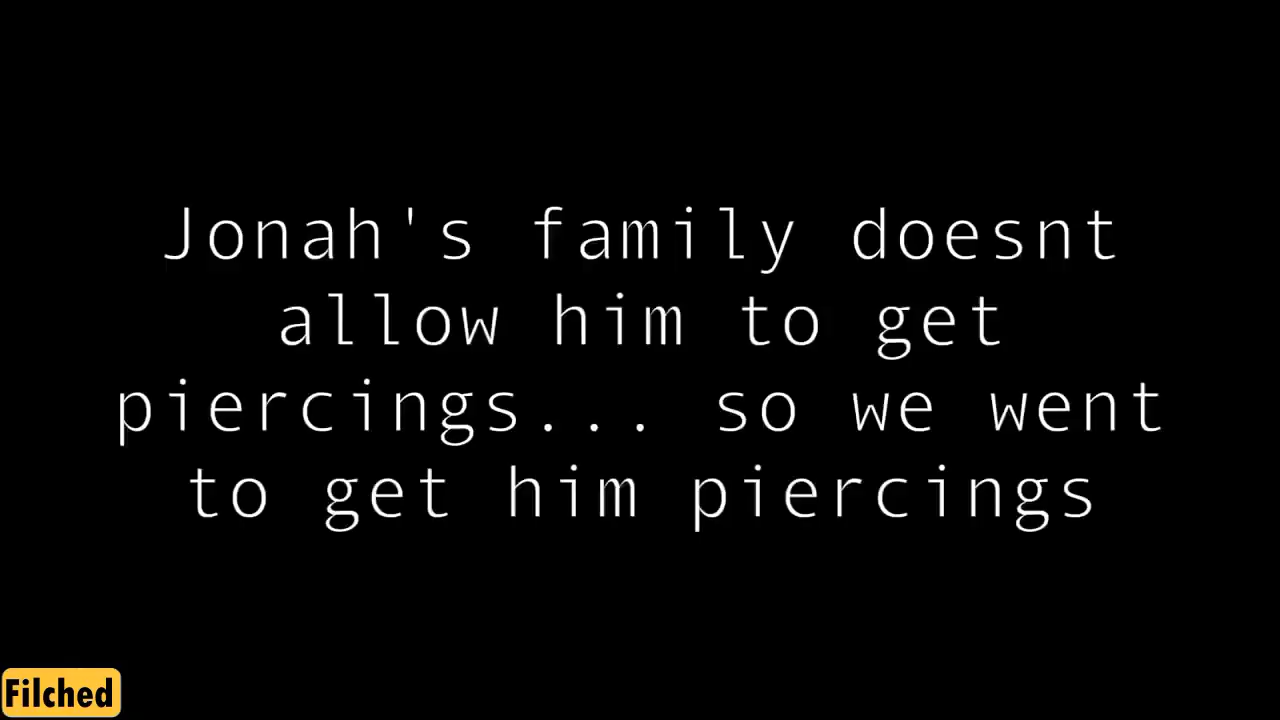 Jonah's family doesnt
allow him to get
piercings... so we went
to get him piercings
Filched